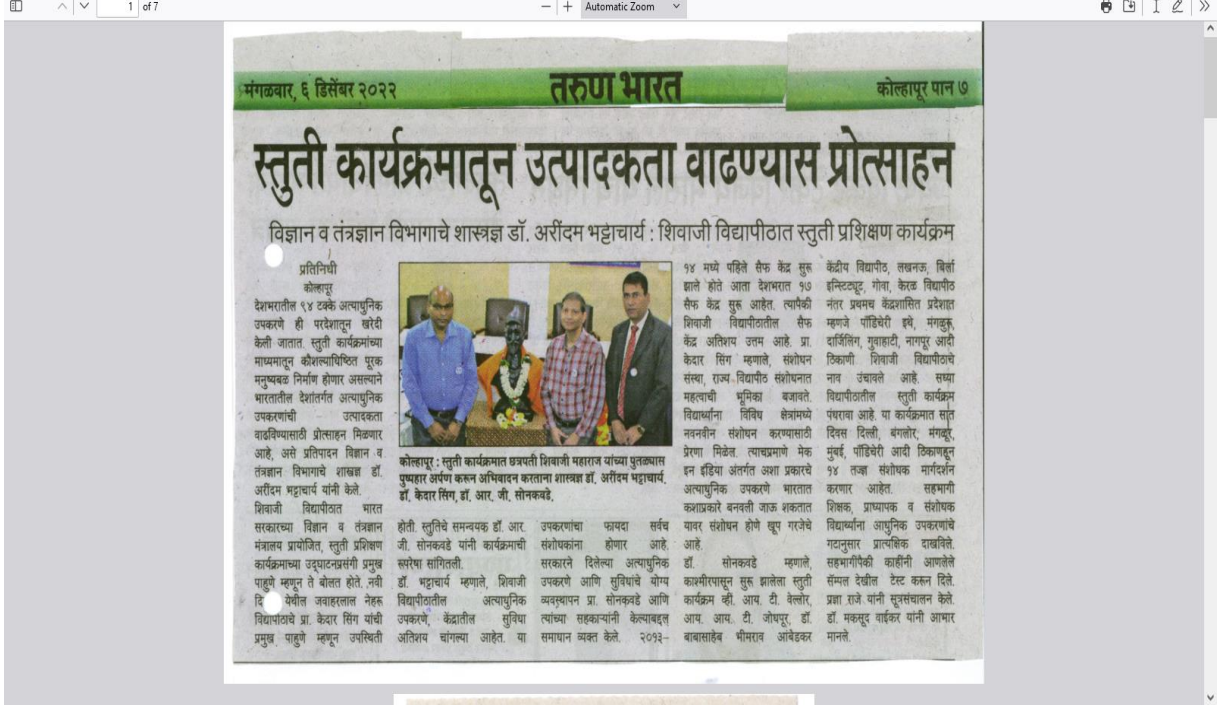 1 of 7
Automatic Zoom
मंगळवार, ६ डिसेंबर २०२२
तरुण भारत
कोल्हापूर पान ७
स्तुती कार्यक्रमातून उत्पादकता वाढण्यास प्रोत्साहन
विज्ञान व तंत्रज्ञान विभागाचे शास्त्रज्ञ डॉ. अरींदम भट्टाचार्य : शिवाजी विद्यापीठात स्तुती प्रशिक्षण कार्यक्रम
प्रतिनिधी
कोल्हापूर
देशभरातील ९४ टक्के अत्याधुनिक
उपकरणे ही परदेशातून खरेदी
केली जातात. स्तुती कार्यक्रमांच्या
माध्यमातून कौशल्याधिष्ठित पूरक
मनुष्यबळ निर्माण होणार असल्याने
भारतातील देशांतर्गत अत्याधुनिक
उपकरणांची उत्पादकता
वाढविण्यासाठी प्रोत्साहन मिळणार
आहे, असे प्रतिपादन विज्ञान व
तंत्रज्ञान विभागाचे शास्त्रज्ञ डॉ.
अरींदम भट्टाचार्य यांनी केले.
शिवाजी विद्यापीठात भारत
सरकारच्या विज्ञान व तंत्रज्ञान
मंत्रालय प्रायोजित, स्तुती प्रशिक्षण
कार्यक्रमाच्या उद्घाटनप्रसंगी प्रमुख
पाहुणे म्हणून ते बोलत होते. नवी
येथील जवाहरलाल नेहरू
विद्यापीठाचे प्रा. केदार सिंग यांची
प्रमुख पाहुणे म्हणून उपस्थिती
कोल्हापूर : स्तुती कार्यक्रमात छत्रपती शिवाजी महाराज यांच्या पुतळ्यास
पुष्पहार अर्पण करून अभिवादन करताना शास्त्रज्ञ डॉ. अरींदम भट्टाचार्य.
डॉ. केदार सिंग, डॉ. आर. जी. सोनकवडे.
होती. स्तुतिचे समन्वयक डॉ. आर.
जी. सोनकवडे यांनी कार्यक्रमाची
रूपरेषा सांगितली.
डॉ. भट्टाचार्य म्हणाले, शिवाजी
विद्यापीठातील अत्याधुनिक
उपकरणे, केंद्रातील सुविधा
अतिशय चांगल्या आहेत. या
उपकरणांचा फायदा सर्वच
संशोधकांना होणार आहे.
सरकारने दिलेल्या अत्याधुनिक
उपकरणे आणि सुविधांचे योग्य
व्यवस्थापन प्रा. सोनकवडे आणि
त्यांच्या सहकाऱ्यांनी केल्याबद्दल
समाधान व्यक्त केले. २०१३-
१४ मध्ये पहिले सैफ केंद्र सुरू
झाले होते आता देशभरात १७
सैफ केंद्र सुरू आहेत. त्यापैकी
शिवाजी विद्यापीठातील सैफ
केंद्र अतिशय उत्तम आहे. प्रा.
केदार सिंग म्हणाले, संशोधन
संस्था, राज्य विद्यापीठ संशोधनात
महत्वाची भूमिका बजावते.
विद्यार्थ्यांना विविध क्षेत्रांमध्ये
नवनवीन संशोधन करण्यासाठी
प्रेरणा मिळेल. त्याचप्रमाणे मेक
इन इंडिया अंतर्गत अशा प्रकारचे
अत्याधुनिक उपकरणे भारतात
कशाप्रकारे बनवली जाऊ शकतात
यावर संशोधन होणे खूप गरजेचे
आहे.
डॉ. सोनकवडे म्हणाले,
काश्मीरपासून सुरू झालेला स्तुती
कार्यक्रम व्ही. आय. टी. वेल्लोर,
आय. आय. टी. जोधपूर, डॉ.
बाबासाहेब भीमराव आंबेडकर
केंद्रीय विद्यापीठ, लखनऊ, बिर्ला
इन्स्टिट्यूट, गोवा, केरळ विद्यापीठ
नंतर प्रथमच केंद्रशासित प्रदेशात
म्हणजे पाँडिचेरी इथे, मंगळुरू,
दार्जिलिंग, गुवाहाटी, नागपूर आदी
ठिकाणी शिवाजी विद्यापीठाचे
नाव उंचावले आहे. सध्या
विद्यापीठातील स्तुती कार्यक्रम
पंधरावा आहे. या कार्यक्रमात सात
दिवस दिल्ली, बंगलोर, मंगळूर,
मुंबई, पाँडिचेरी आदी ठिकाणहून
१४ तज्ज्ञ संशोधक मार्गदर्शन
करणार आहेत. सहभागी
शिक्षक, प्राध्यापक व संशोधक
विद्यार्थ्यांना आधुनिक उपकरणांचे
गटानुसार प्रात्यक्षिक दाखविले.
सहभागींपैकी काहींनी आणलेले
सॅम्पल देखील टेस्ट करून दिले.
प्रज्ञा राजे यांनी सूत्रसंचालन केले.
डॉ. मकसूद वाईकर यांनी आभार
मानले.